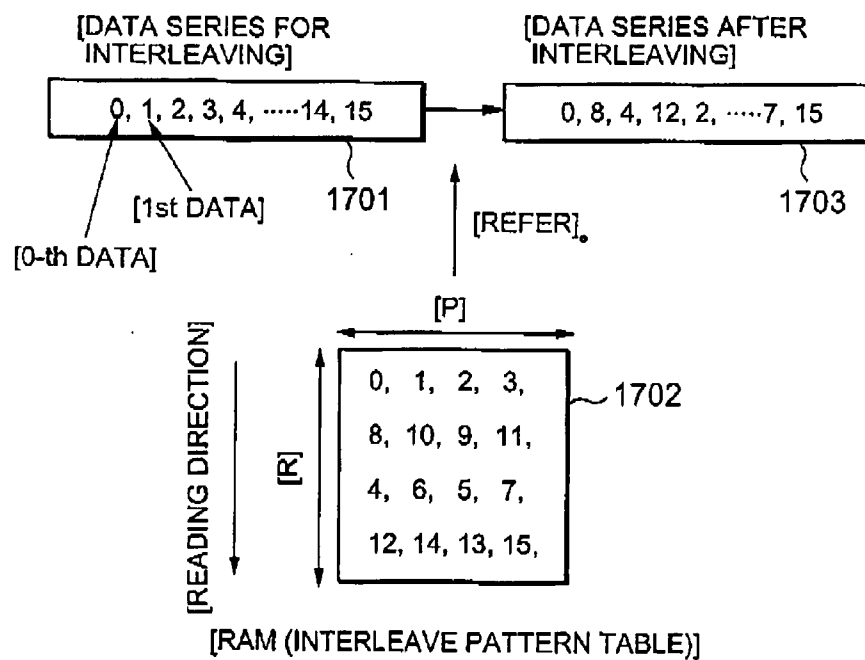 [DATA SERIES FOR
INTERLEAVING]
[DATA SERIES AFTER
INTERLEAVING]
0, 1, 2, 3, 4, ·····14, 15
0, 8, 4, 12, 2, ·····7, 15
1701
1703
[1st DATA]
[0-th DATA]
[REFER]。
[P]
[READING DIRECTION]
[R]
0, 1, 2, 3,
8, 10, 9, 11,
4, 6, 5, 7,
12, 14, 13, 15,
1702
[RAM (INTERLEAVE PATTERN TABLE)]